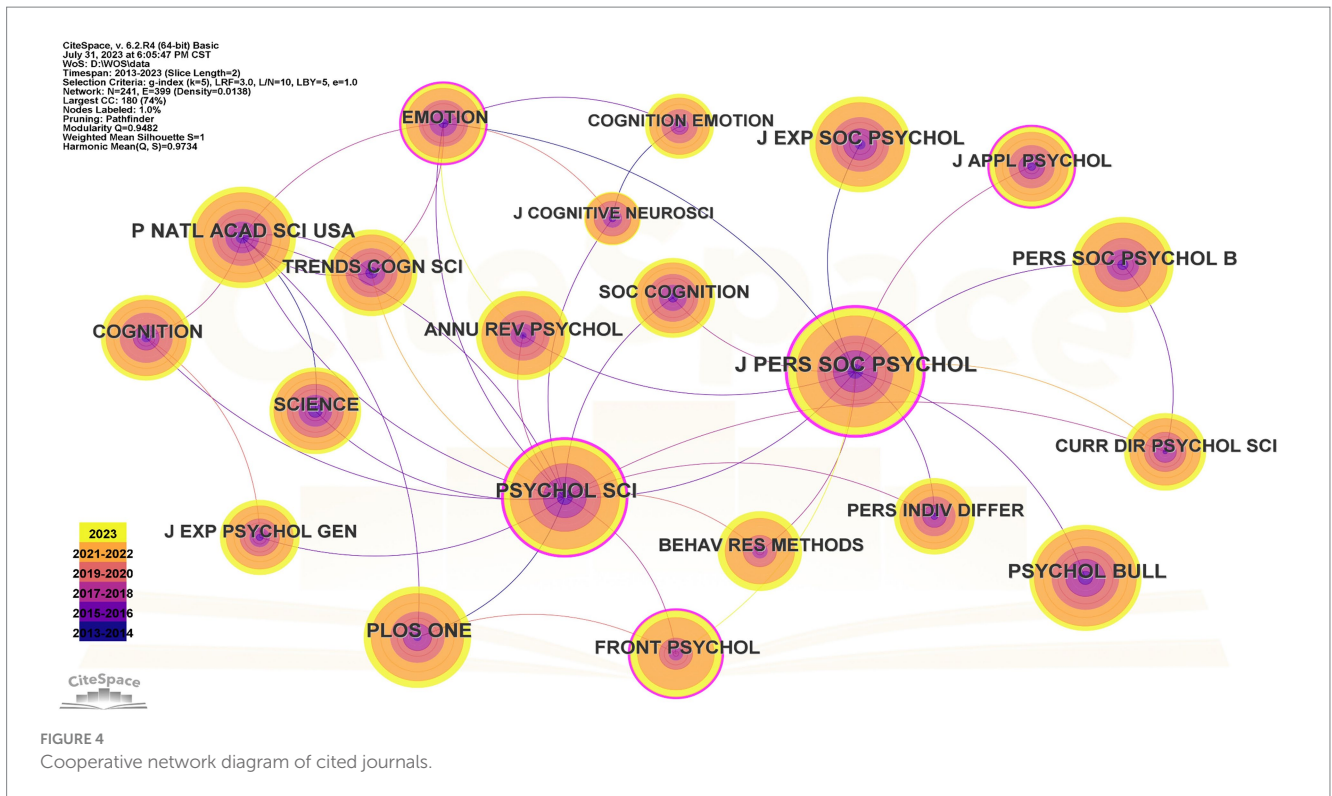 CiteSpace, v. 6.2.R4 (64-bit) Basic
July 31, 2023 at 6:05:47 PM CST
WoS: D:\WOS\data
Timespan: 2013-2023 (Slice Length=2)
Selection Criteria: g-index (k=5), LRF=3.0, L/N=10, LBY=5, e=1.0
Network: N=241, E=399 (Density=0.0138)
Largest CC: 180 (74%)
Nodes Labeled: 1.0%
Pruning: Pathfinder
Modularity Q=0.9482
Weighted Mean Silhouette S=1
Harmonic Mean(Q, S)=0.9734
EMOTION
COGNITION EMOTION
J EXP SOC PSYCHOL
J APPL PSYCHOL
J COGNITIVE NEUROSCI
P NATL ACAD SCI USA
TRENDS COGN SCI
PERS SOC PSYCHOL B
SOC COGNITION
COGNITION
ANNU REV PSYCHOL
J PERS SOC PSYCHOL
SCIENCE
CURR DIR PSYCHOL SCI
PSYCHOL SCI
PERS INDIV DIFFER
J EXP PSYCHOL GEN
BEHAV RES METHODS
PSYCHOL BULL
PLOS ONE
FRONT PSYCHOL
2023
2021-2022
2019-2020
2017-2018
2015-2016
2013-2014
CiteSpace
CiteSpace
FIGURE 4
Cooperative network diagram of cited journals.